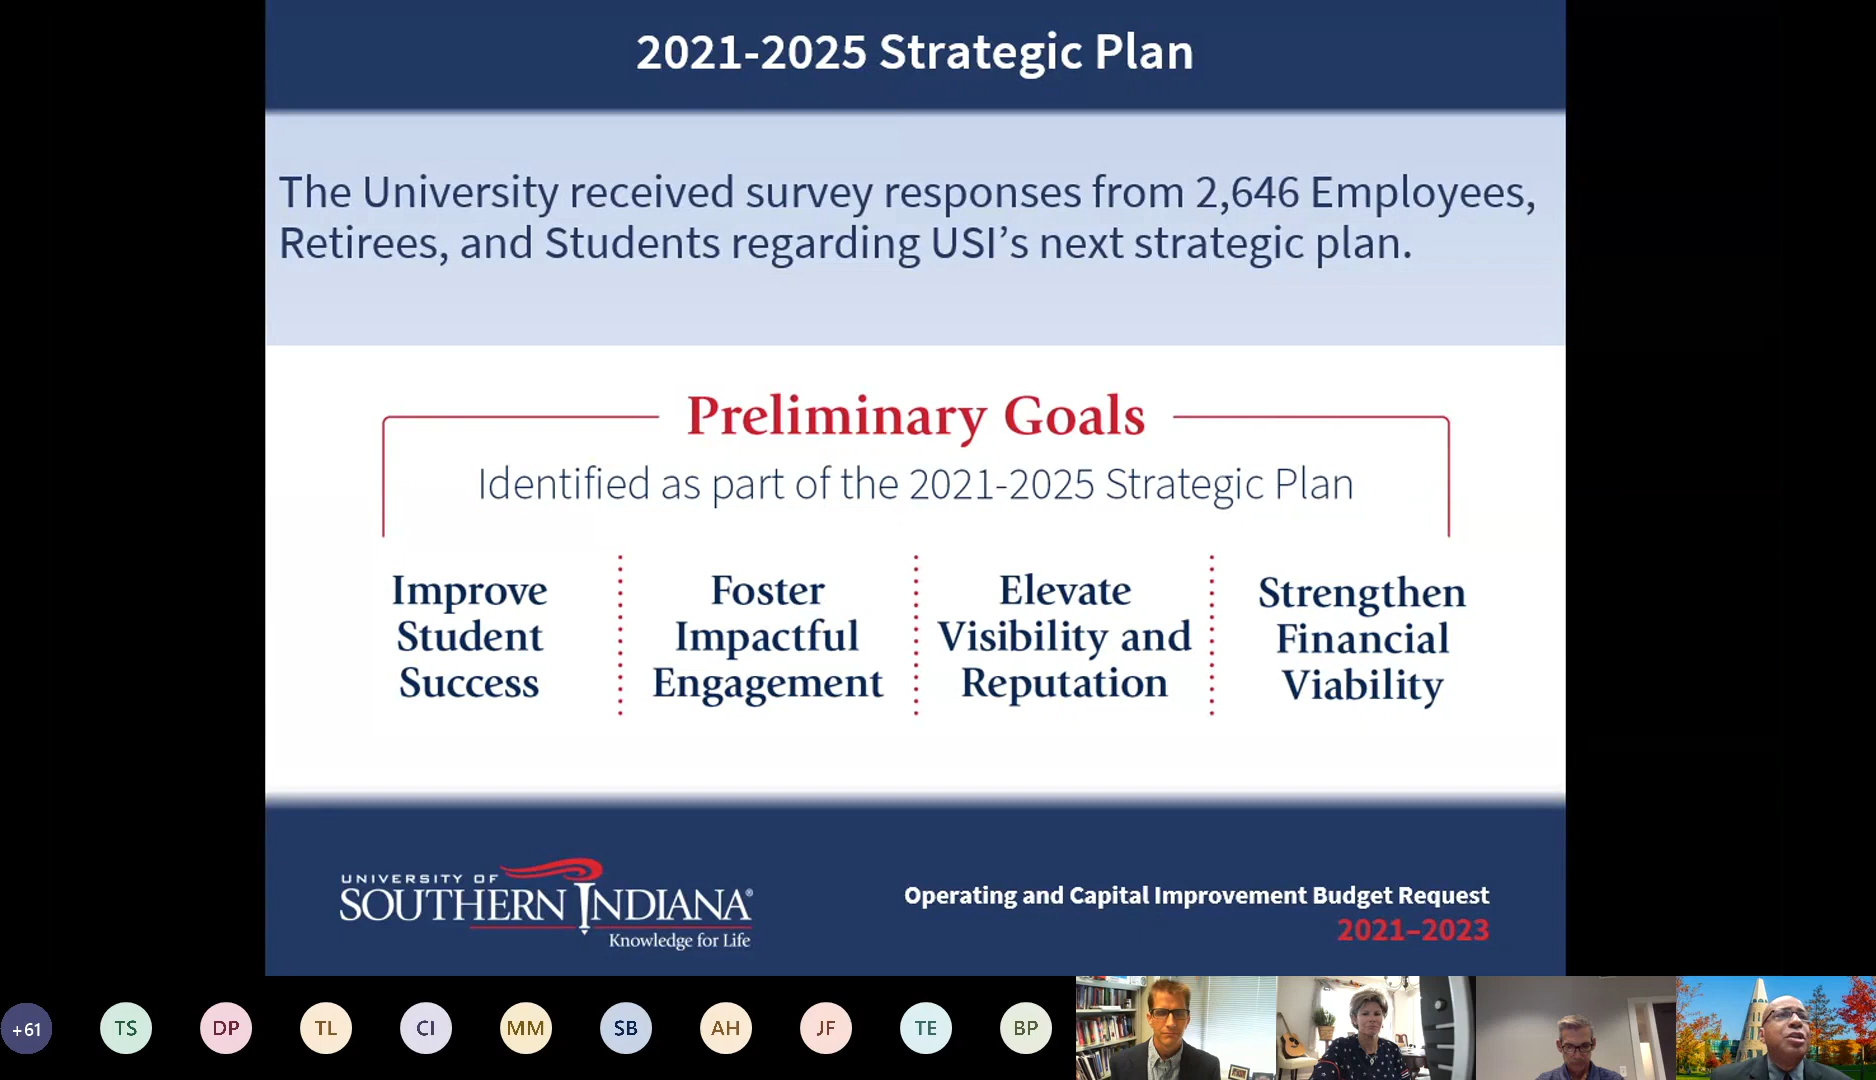 2021-2025 Strategic Plan
The University received survey responses from 2,646 Employees,
Retirees, and Students regarding USI’s next strategic plan.
Preliminary Goals
Identified as part of the 2021-2025 Strategic Plan
Improve
Student
Success
Foster
Impactful
Engagement
Elevate
Visibility and
Reputation
Strengthen
Financial
Viability
UNIVERSITY OF
SOUTHERN INDIANA®
Knowledge for Life
Operating and Capital Improvement Budget Request
2021–2023
+61
TS
DP
TL
CI
MM
SB
AH
JF
TE
BP